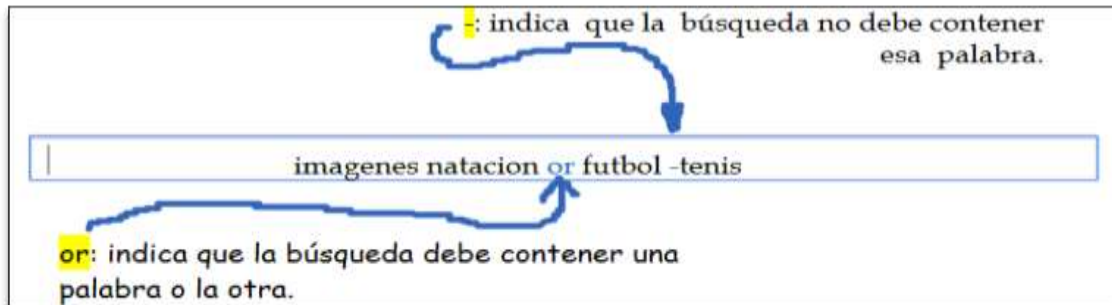 -: indica que la búsqueda no debe contener
esa palabra.
imagenes natacion or futbol -tenis
or: indica que la búsqueda debe contener una
palabra o la otra.